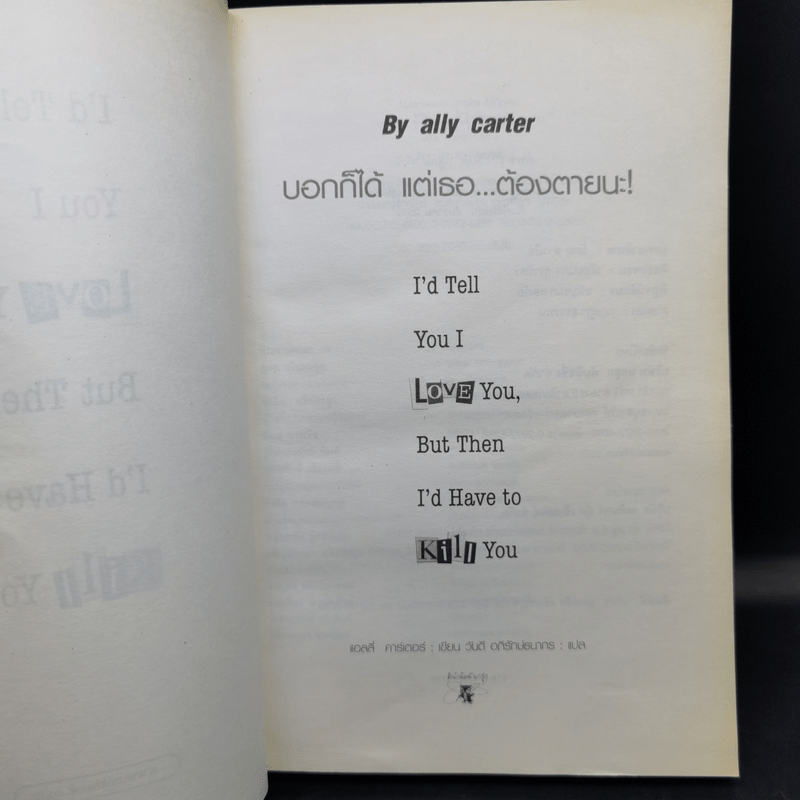 By ally carter
บอกก็ได้ แต่เธอ...ต้องตายนะ!
I'd Tell
You I
LOVE You,
But Then
I'd Have to
Kill You
แอลลี่ คาร์เตอร์ : เขียน วันดี อภิรักษ์ธนากร : แปล